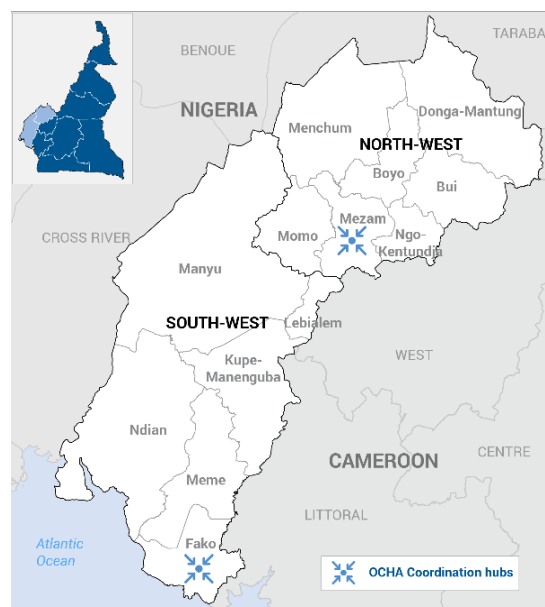 BENOUE
TARABA
NIGERIA
Donga-Mantung
Menchum
NORTH-WEST
Boyo
Bui
Mezam
CROSS RIVER
Momo
Ngo-
Kentundjia
Manyu
SOUTH-WEST
Lebialem
WEST
Kupe-
Manenguba
Ndian
CAMEROON
CENTRE
Meme
LITTORAL
Atlantic
Ocean
Fako
OCHA Coordination hubs